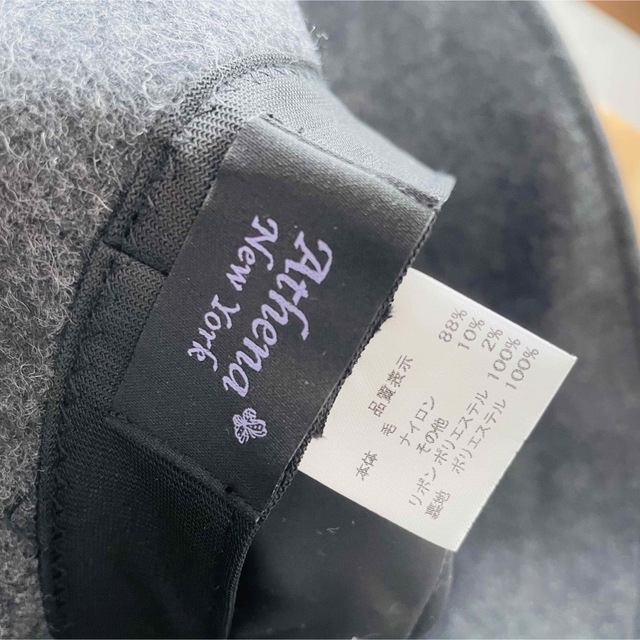 Athena
New York
品質表示
本体 毛 88%
ナイロン 10%
その他 2%
リボン ポリエステル 100%
裏地 ポリエステル 100%